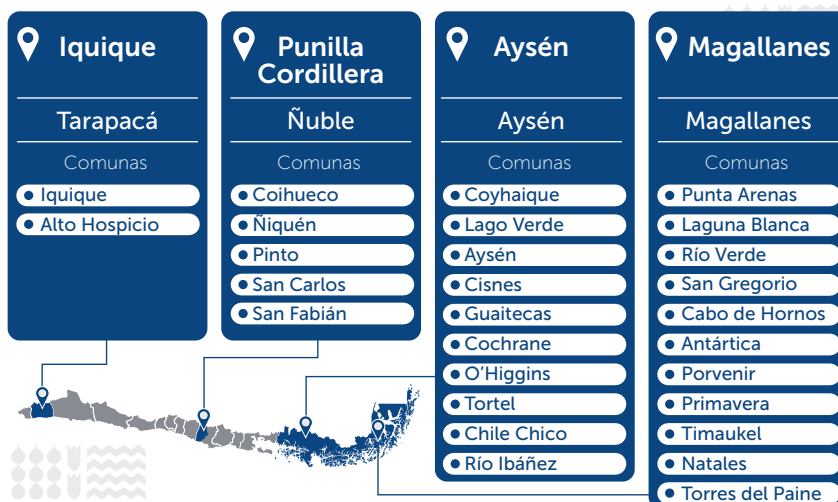 Iquique
Tarapacá
Comunas
Iquique
Alto Hospicio
Punilla
Cordillera
Ñuble
Comunas
Coihueco
Ñiquén
Pinto
San Carlos
San Fabián
Aysén
Aysén
Comunas
Coyhaique
Lago Verde
Aysén
Cisnes
Guaitecas
Cochrane
O’Higgins
Tortel
Chile Chico
Río Ibáñez
Magallanes
Magallanes
Comunas
Punta Arenas
Laguna Blanca
Río Verde
San Gregorio
Cabo de Hornos
Antártica
Porvenir
Primavera
Timaukel
Natales
Torres del Paine